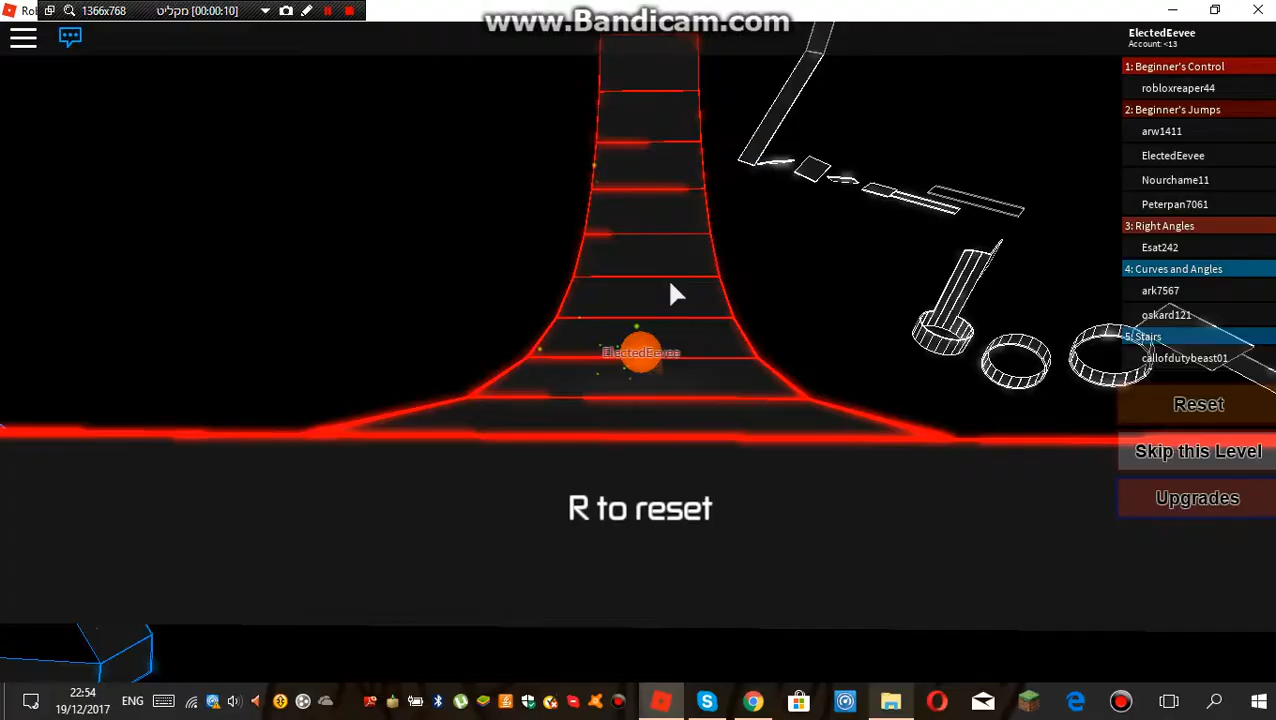 www.Bandicam.com
1366x768
מקליט [00:00:10]
ElectedEevee
Account: <13
1: Beginner's Control
robloxreaper44
2: Beginner's Jumps
arw1411
ElectedEevee
Nourchame11
Peterpan7061
3: Right Angles
Esat242
4: Curves and Angles
ark7567
oskard121
5: Stairs
callofdutybeast01
Reset
Skip this Level
Upgrades
ElectedEevee
R to reset
22:54
19/12/2017
ENG